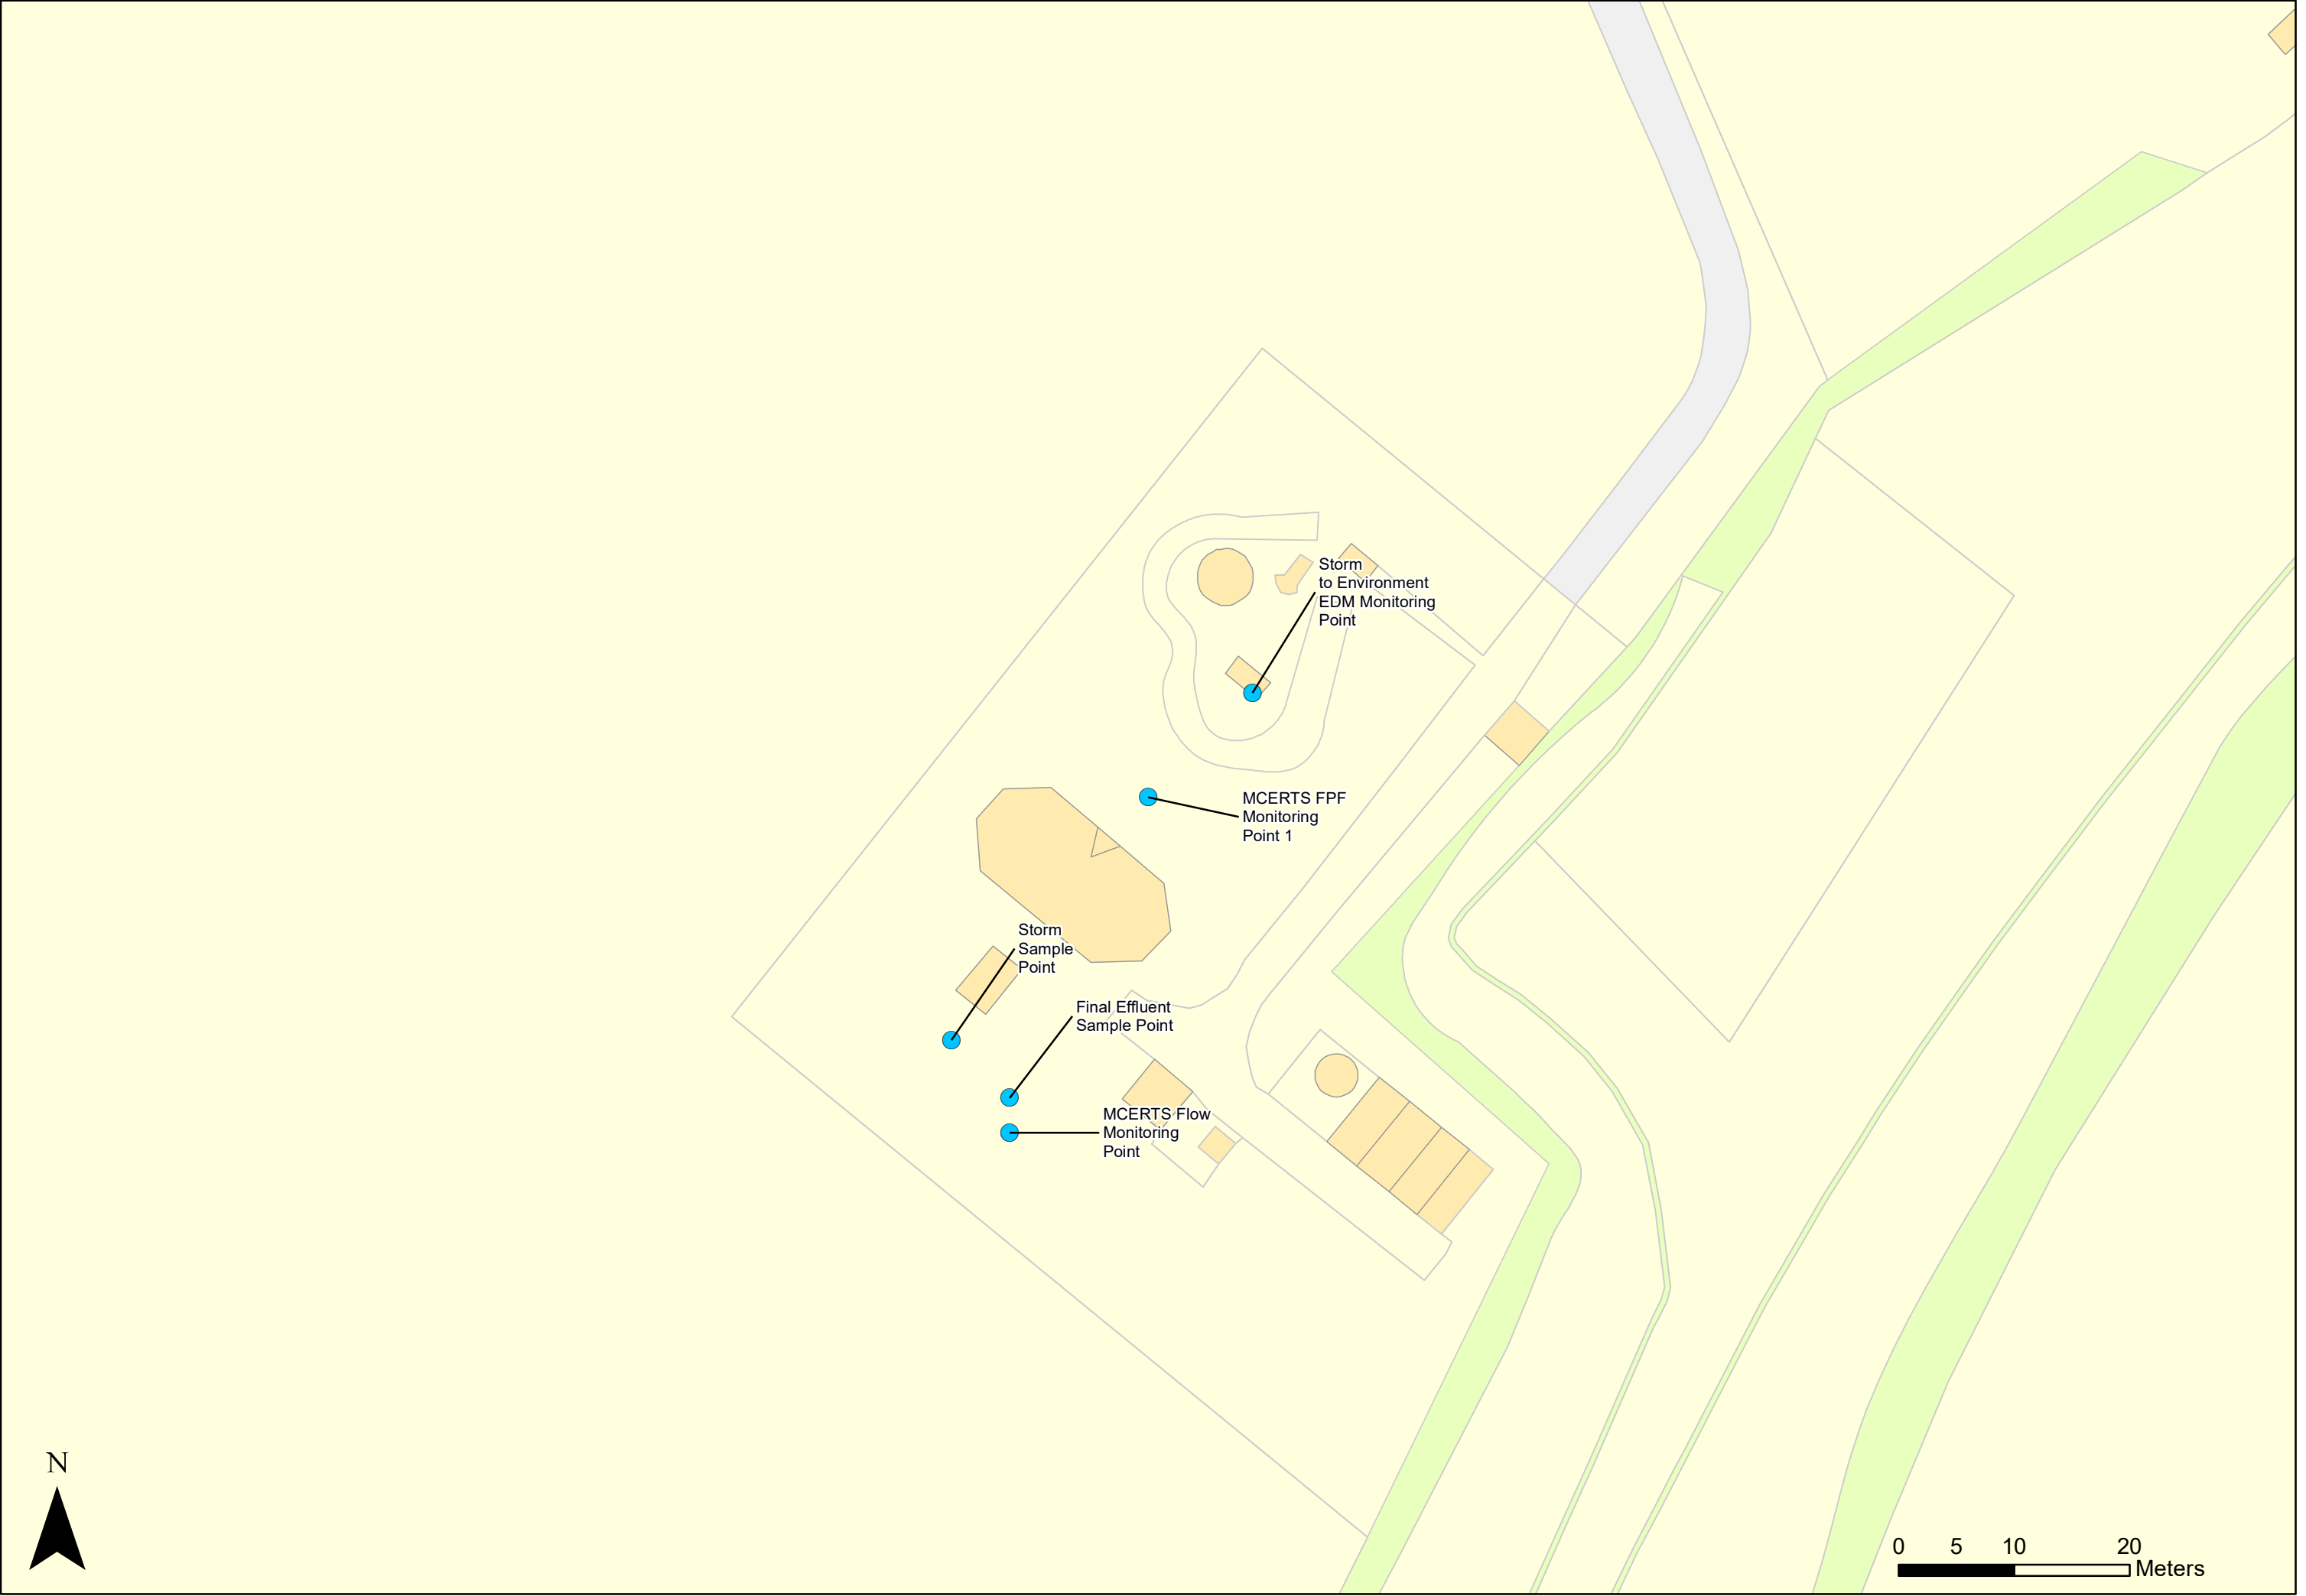 Storm
to Environment
EDM Monitoring
Point
MCERTS FPF
Monitoring
Point 1
Storm
Sample
Point
Final Effluent
Sample Point
MCERTS Flow
Monitoring
Point
N
0 5 10 20
Meters